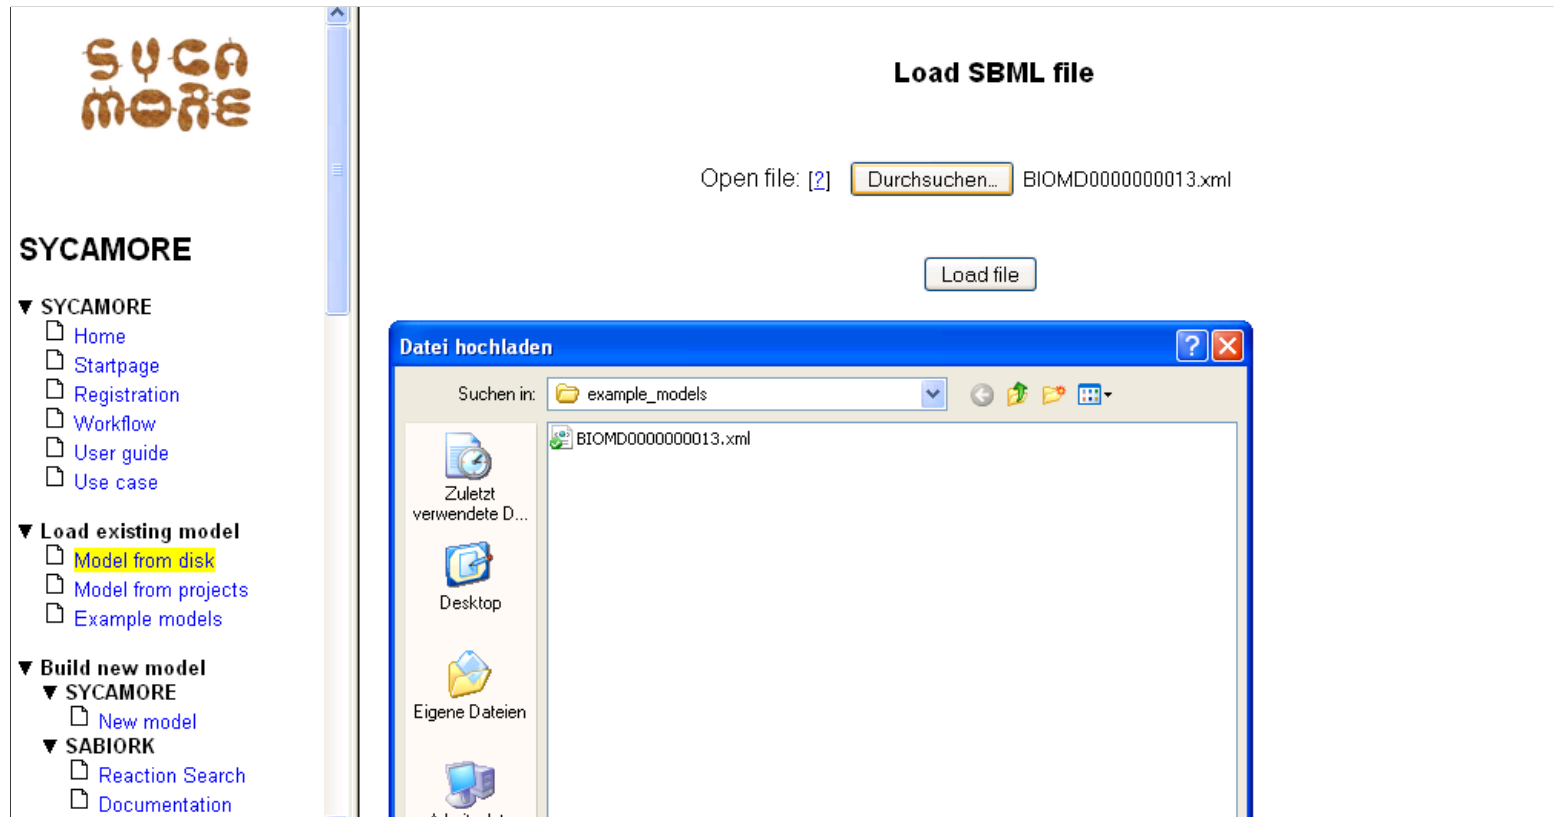 SYCA
MORE
SYCAMORE
SYCAMORE
Home
Startpage
Registration
Workflow
User guide
Use case
Load existing model
Model from disk
Model from projects
Example models
Build new model
SYCAMORE
New model
SABIORK
Reaction Search
Documentation
Load SBML file
Open file: [?] Durchsuchen... BIOMD0000000013.xml
Load file
Datei hochladen
Suchen in: example_models
BIOMD0000000013.xml
Zuletzt
verwendete D...
Desktop
Eigene Dateien